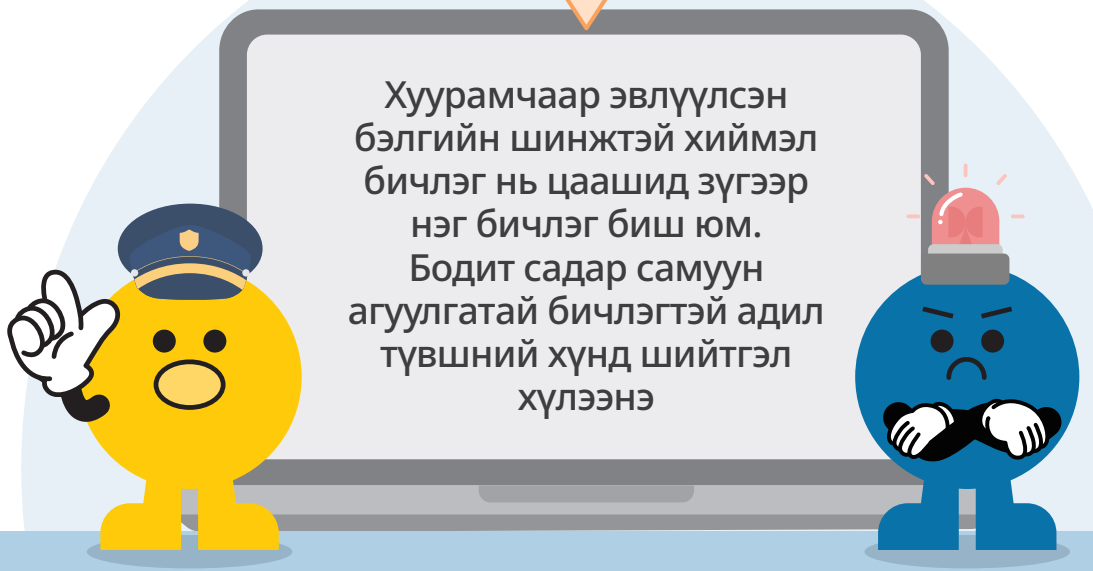 Хуурамчаар эвлүүлсэн
бэлгийн шинжтэй хиймэл
бичлэг нь цаашид зүгээр
нэг бичлэг биш юм.
Бодит садар самуун
агуулгатай бичлэгтэй адил
түвшний хүнд шийтгэл
хүлээнэ